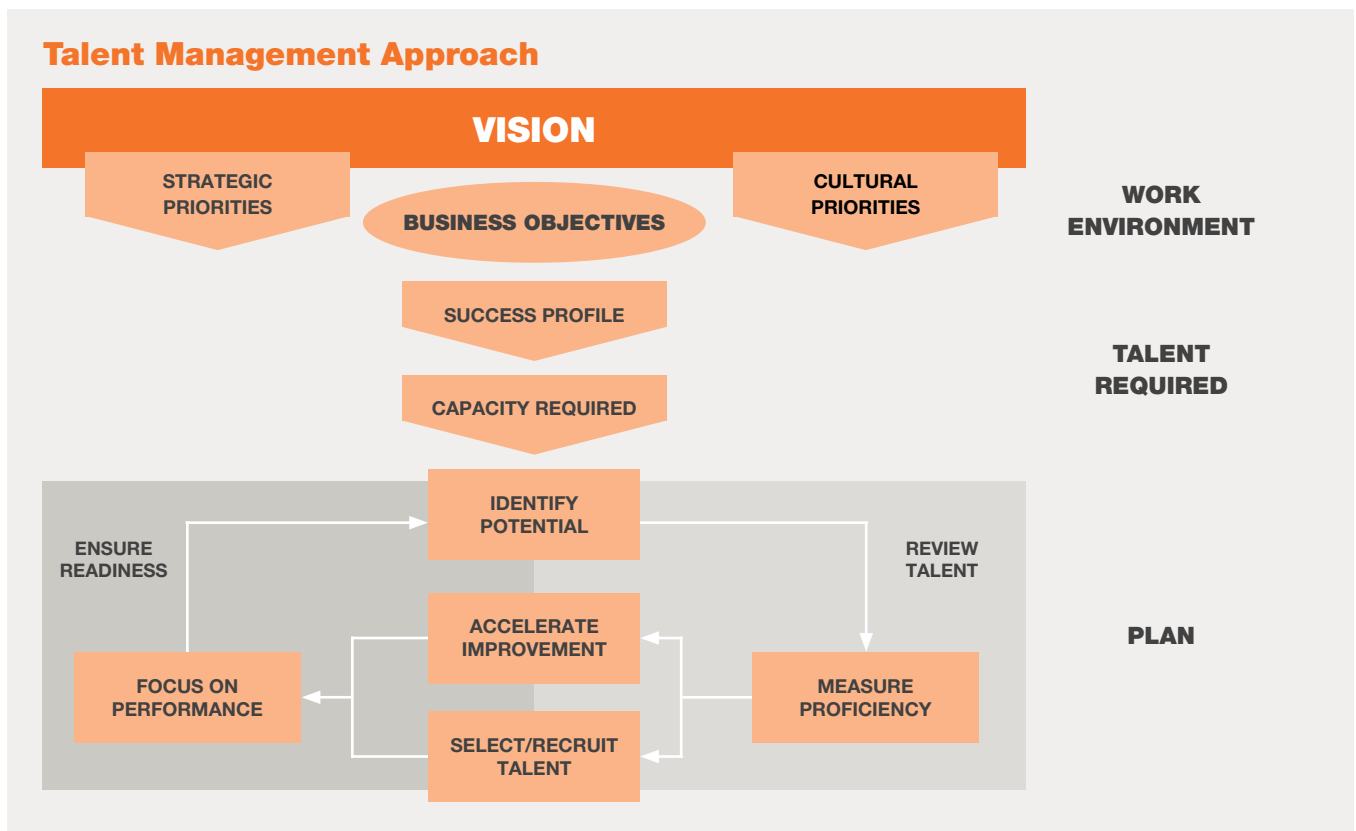 Talent Management Approach
VISION
STRATEGIC
PRIORITIES
BUSINESS OBJECTIVES
CULTURAL
PRIORITIES
WORK
ENVIRONMENT
SUCCESS PROFILE
CAPACITY REQUIRED
TALENT
REQUIRED
IDENTIFY
POTENTIAL
ENSURE
READINESS
REVIEW
TALENT
ACCELERATE
IMPROVEMENT
FOCUS ON
PERFORMANCE
MEASURE
PROFICIENCY
SELECT/RECRUIT
TALENT
PLAN